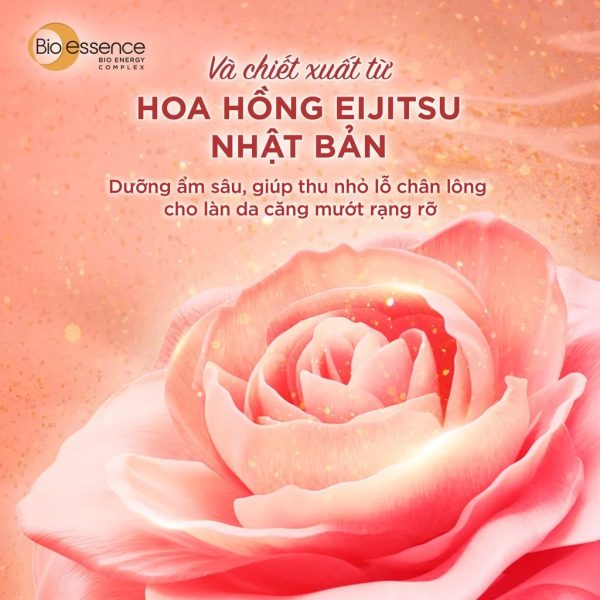 Bio essence
BIO ENERGY
COMPLEX
Và chiết xuất từ
HOA HỒNG EIJITSU
NHẬT BẢN
Dưỡng ẩm sâu, giúp thu nhỏ lỗ chân lông
cho làn da căng mướt rạng rỡ